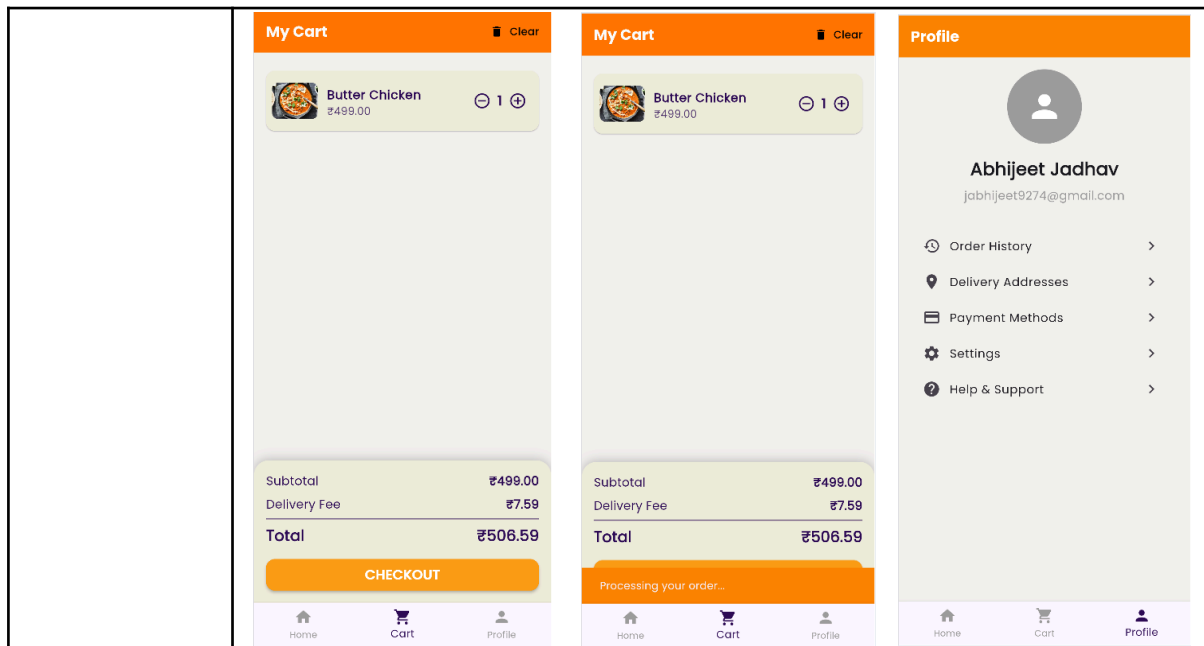 My Cart
Clear
Butter Chicken
₹499.00
1
Subtotal ₹499.00
Delivery Fee ₹7.59
Total ₹506.59
CHECKOUT
Home Cart Profile
My Cart
Clear
Butter Chicken
₹499.00
1
Subtotal ₹499.00
Delivery Fee ₹7.59
Total ₹506.59
Processing your order...
Home Cart Profile
Profile
Abhijeet Jadhav
jabhijeet9274@gmail.com
Order History
Delivery Addresses
Payment Methods
Settings
Help & Support
Home Cart Profile